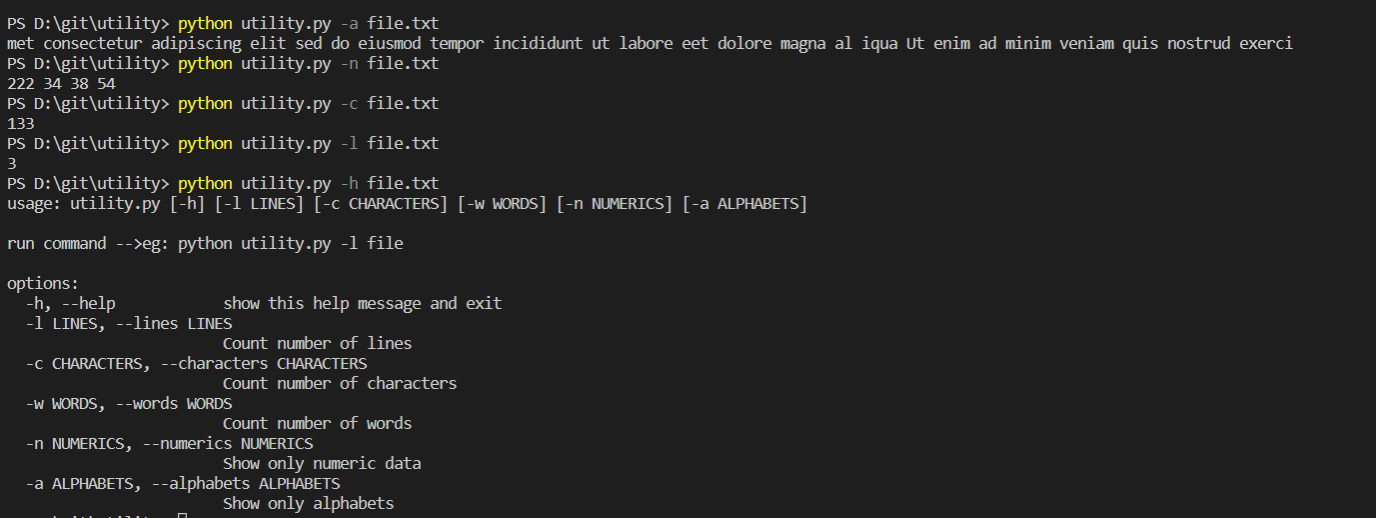 PS D:\git\utility> python utility.py -a file.txt
met consectetur adipiscing elit sed do eiusmod tempor incididunt ut labore eet dolore magna al iqua Ut enim ad minim veniam quis nostrud exerci
PS D:\git\utility> python utility.py -n file.txt
222 34 38 54
PS D:\git\utility> python utility.py -c file.txt
133
PS D:\git\utility> python utility.py -l file.txt
3
PS D:\git\utility> python utility.py -h file.txt
usage: utility.py [-h] [-l LINES] [-c CHARACTERS] [-w WORDS] [-n NUMERICS] [-a ALPHABETS]
run command -->eg: python utility.py -l file
options:
-h, --help show this help message and exit
-l LINES, --lines LINES
Count number of lines
-c CHARACTERS, --characters CHARACTERS
Count number of characters
-w WORDS, --words WORDS
Count number of words
-n NUMERICS, --numerics NUMERICS
Show only numeric data
-a ALPHABETS, --alphabets ALPHABETS
Show only alphabets